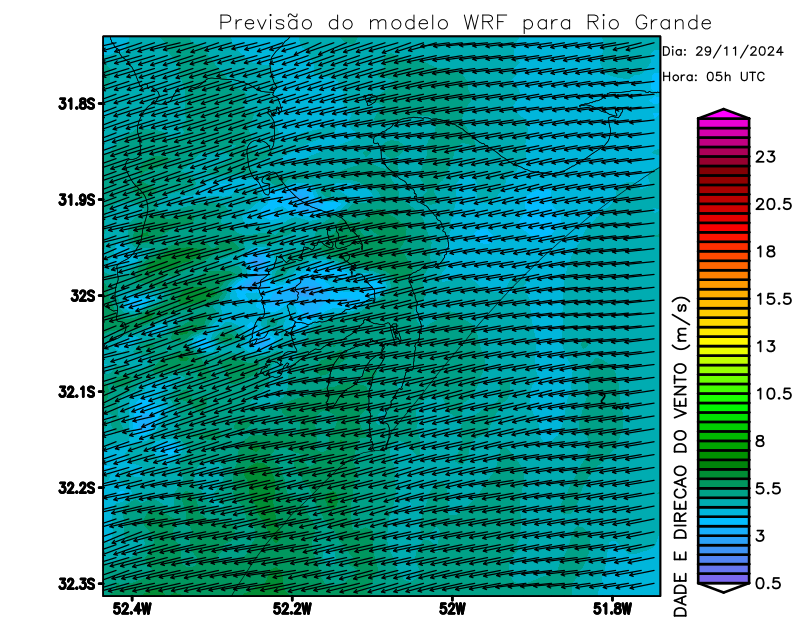 Previsão do modelo WRF para Rio Grande
Dia: 29/11/2024
Hora: 05h UTC
31.8S
31.9S
32S
32.1S
32.2S
32.3S
52.4W
52.2W
52W
51.8W
23
20.5
18
15.5
13
10.5
8
5.5
3
0.5
DADE E DIRECAO DO VENTO (m/s)